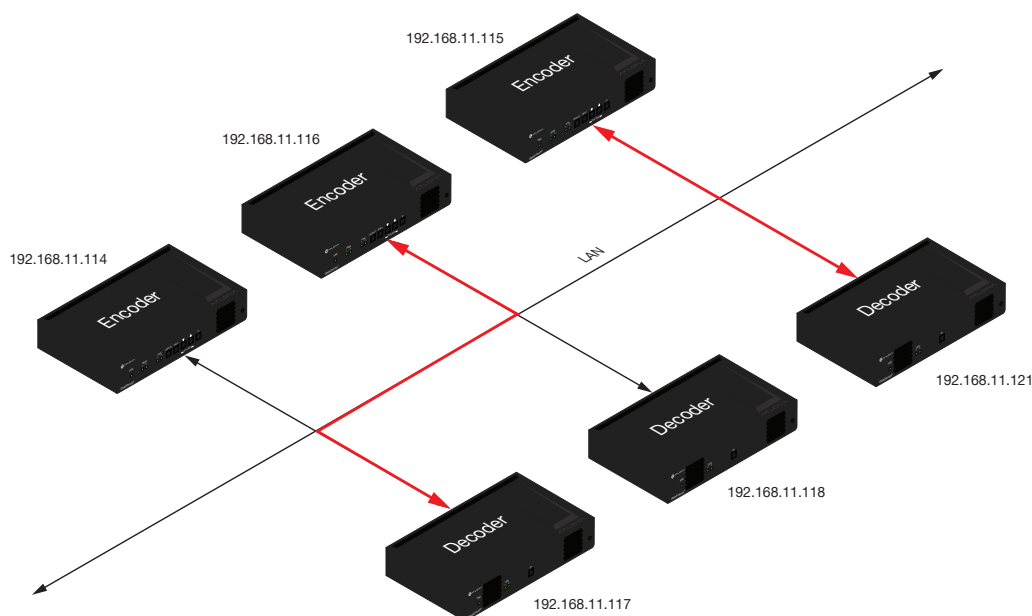 192.168.11.115
Encoder
192.168.11.116
Encoder
LAN
192.168.11.114
Encoder
Decoder
192.168.11.121
Decoder
192.168.11.118
Decoder
192.168.11.117